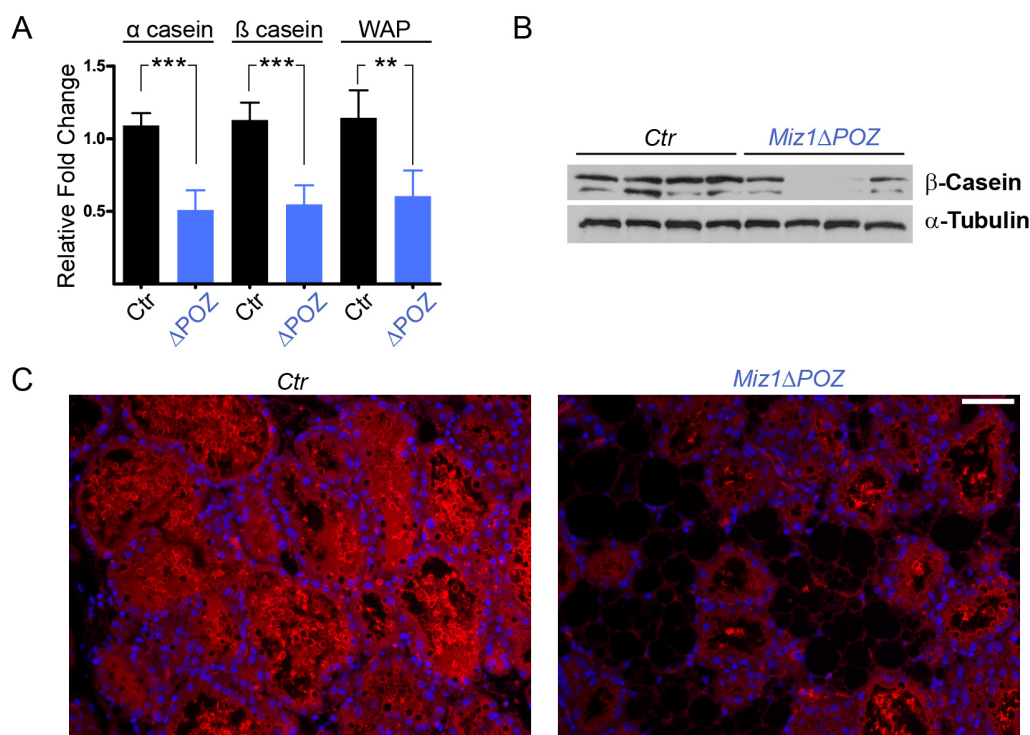 A
α casein ß casein WAP
*** *** **
Relative Fold Change
1.5
1.0
0.5
Ctr ΔPOZ Ctr ΔPOZ Ctr ΔPOZ
B
Ctr Miz1ΔPOZ
β-Casein
α-Tubulin
C
Ctr Miz1ΔPOZ